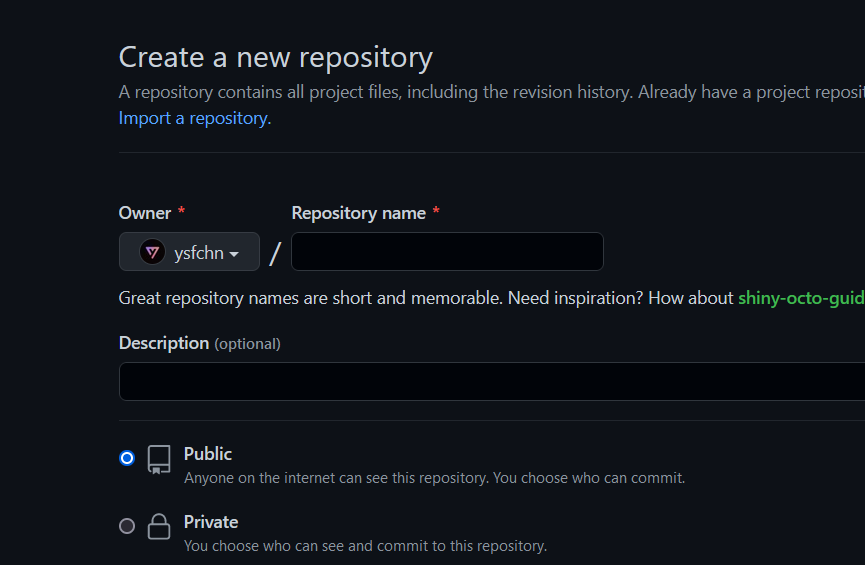 Create a new repository
A repository contains all project files, including the revision history. Already have a project
Import a repository.
Owner * Repository name *
ysfchn /
Great repository names are short and memorable. Need inspiration? How about shiny-octo-guid
Description (optional)
Public
Anyone on the internet can see this repository. You choose who can commit.
Private
You choose who can see and commit to this repository.